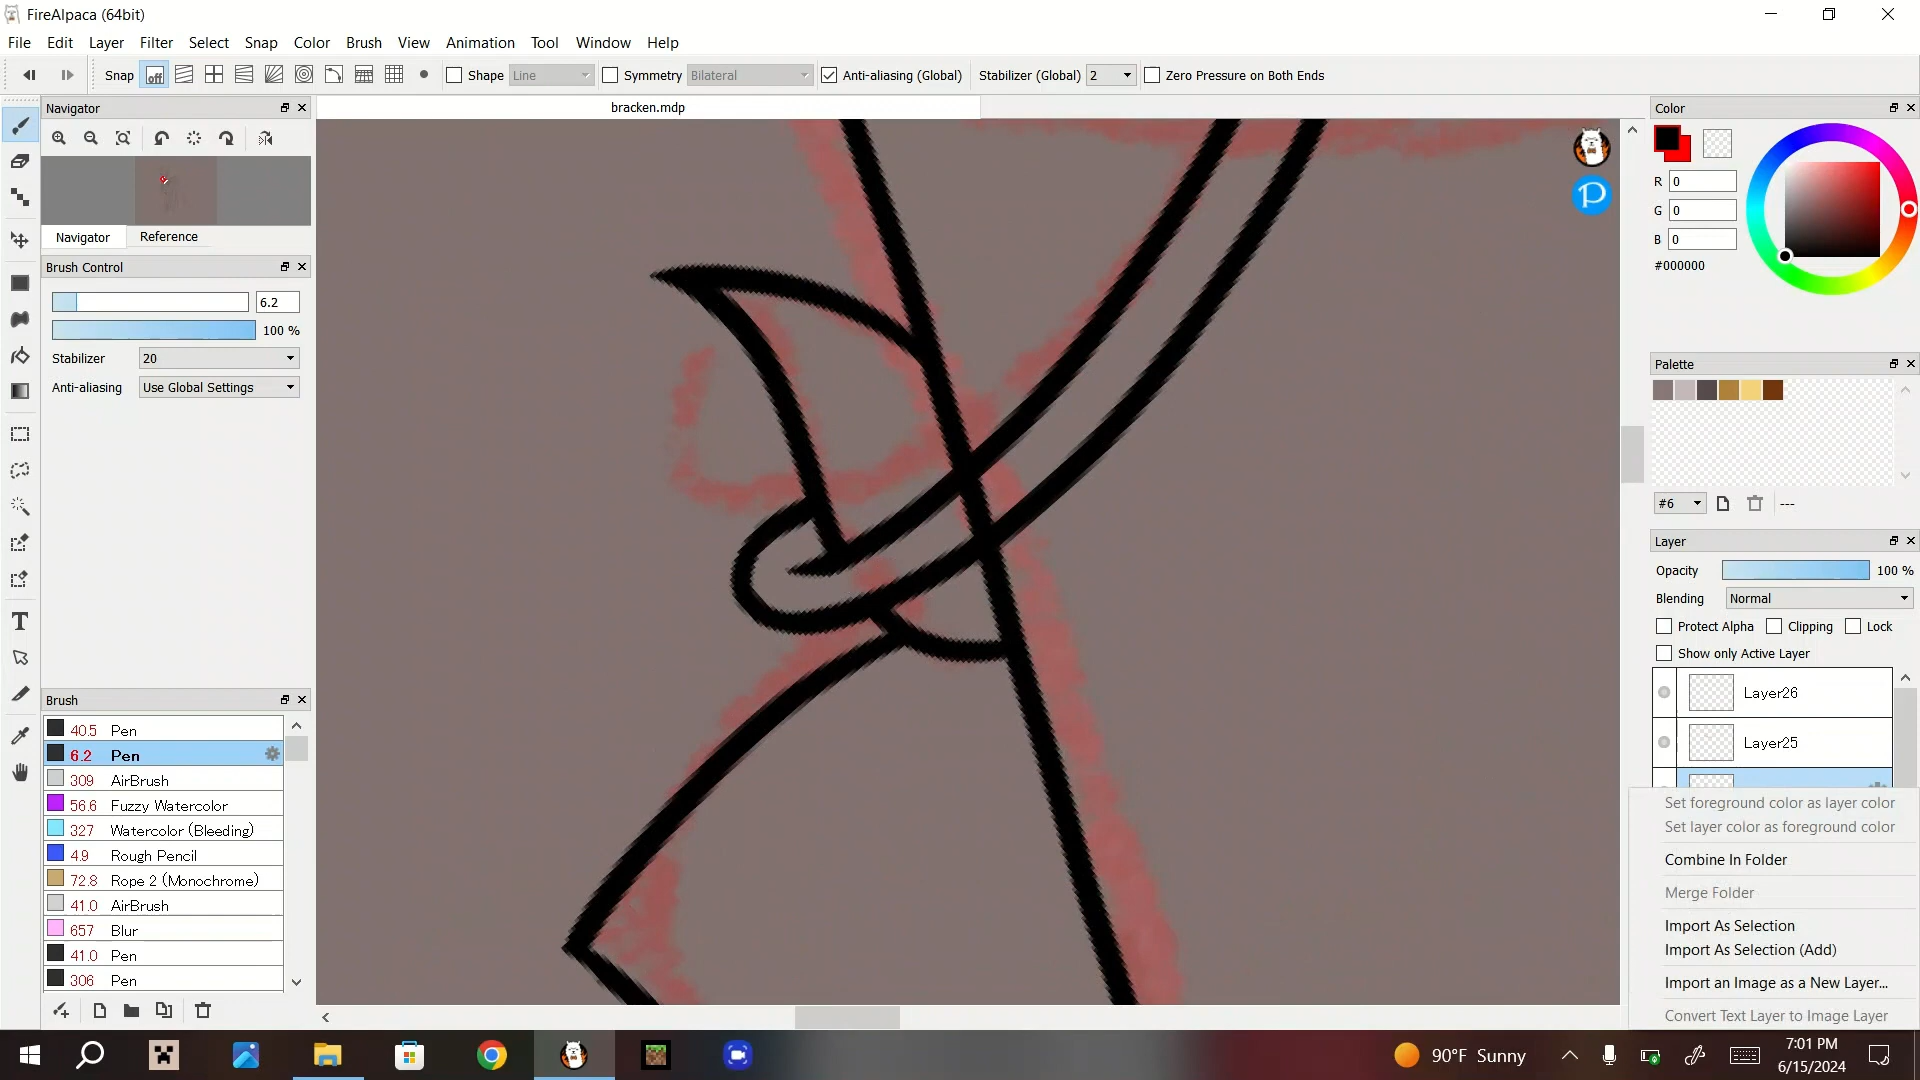 FireAlpaca (64bit)
File Edit Layer Filter Select Snap Color Brush View Animation Tool Window Help
Snap off Shape Line Symmetry Bilateral Anti-aliasing (Global) Stabilizer (Global) 2 Zero Pressure on Both Ends
Navigator
bracken.mdp
Navigator Reference
Brush Control
6.2
100 %
Stabilizer 20
Anti-aliasing Use Global Settings
Brush
40.5 Pen
6.2 Pen
309 AirBrush
56.6 Fuzzy Watercolor
327 Watercolor (Bleeding)
4.9 Rough Pencil
72.8 Rope 2 (Monochrome)
41.0 AirBrush
657 Blur
41.0 Pen
306 Pen
P
Color
R 0
G 0
B 0
#000000
Palette
#6 ---
Layer
Opacity 100 %
Blending Normal
Protect Alpha Clipping Lock
Show only Active Layer
Layer26
Layer25
Set foreground color as layer color
Set layer color as foreground color
Combine In Folder
Merge Folder
Import As Selection
Import As Selection (Add)
Import an Image as a New Layer...
Convert Text Layer to Image Layer
90°F Sunny
7:01 PM
6/15/2024